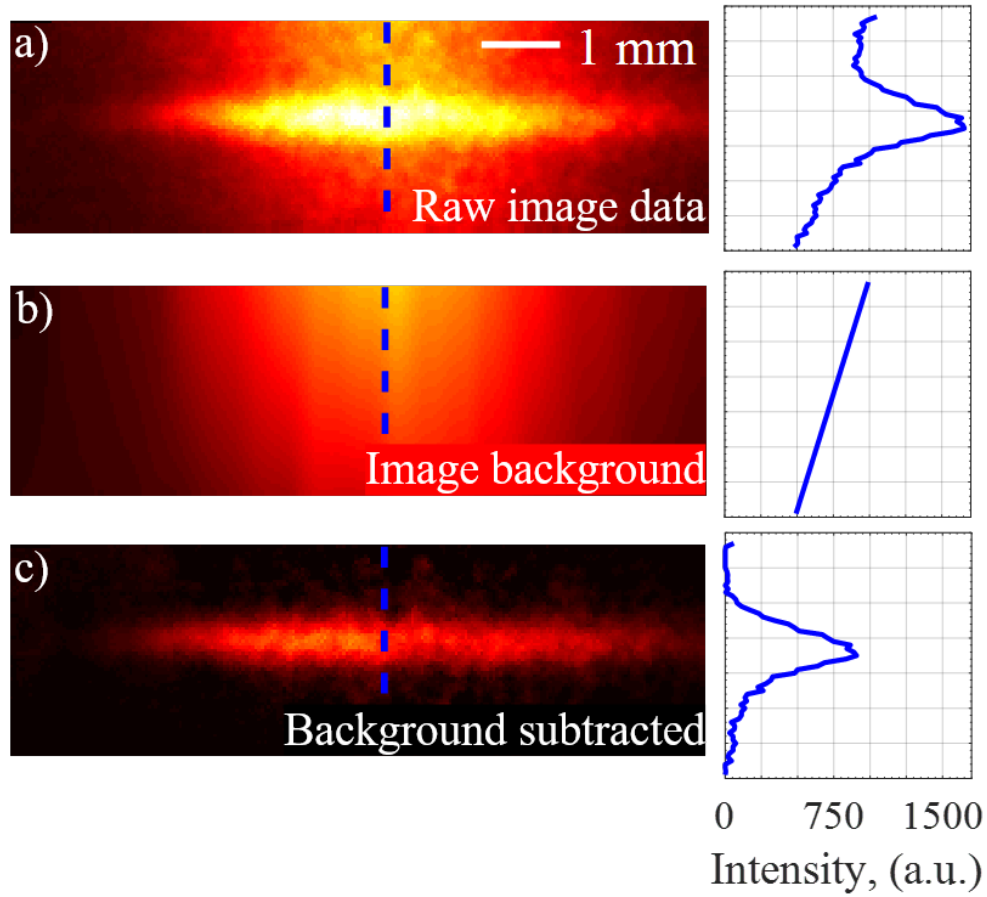 a)
1 mm
Raw image data
b)
Image background
c)
Background subtracted
0 750 1500
Intensity, (a.u.)